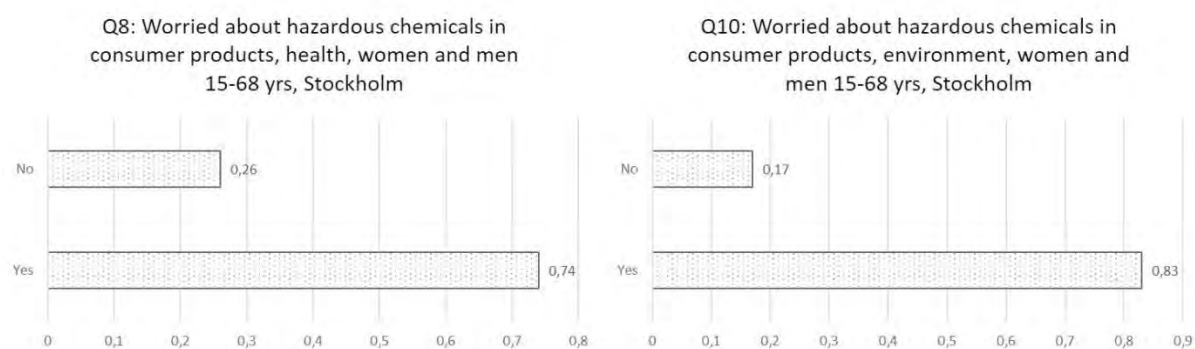 Q8: Worried about hazardous chemicals in
consumer products, health, women and men
15-68 yrs, Stockholm
No
0,26
Yes
0,74
0 0,1 0,2 0,3 0,4 0,5 0,6 0,7 0,8
Q10: Worried about hazardous chemicals in
consumer products, environment, women and
men 15-68 yrs, Stockholm
No
0,17
Yes
0,83
0 0,1 0,2 0,3 0,4 0,5 0,6 0,7 0,8 0,9